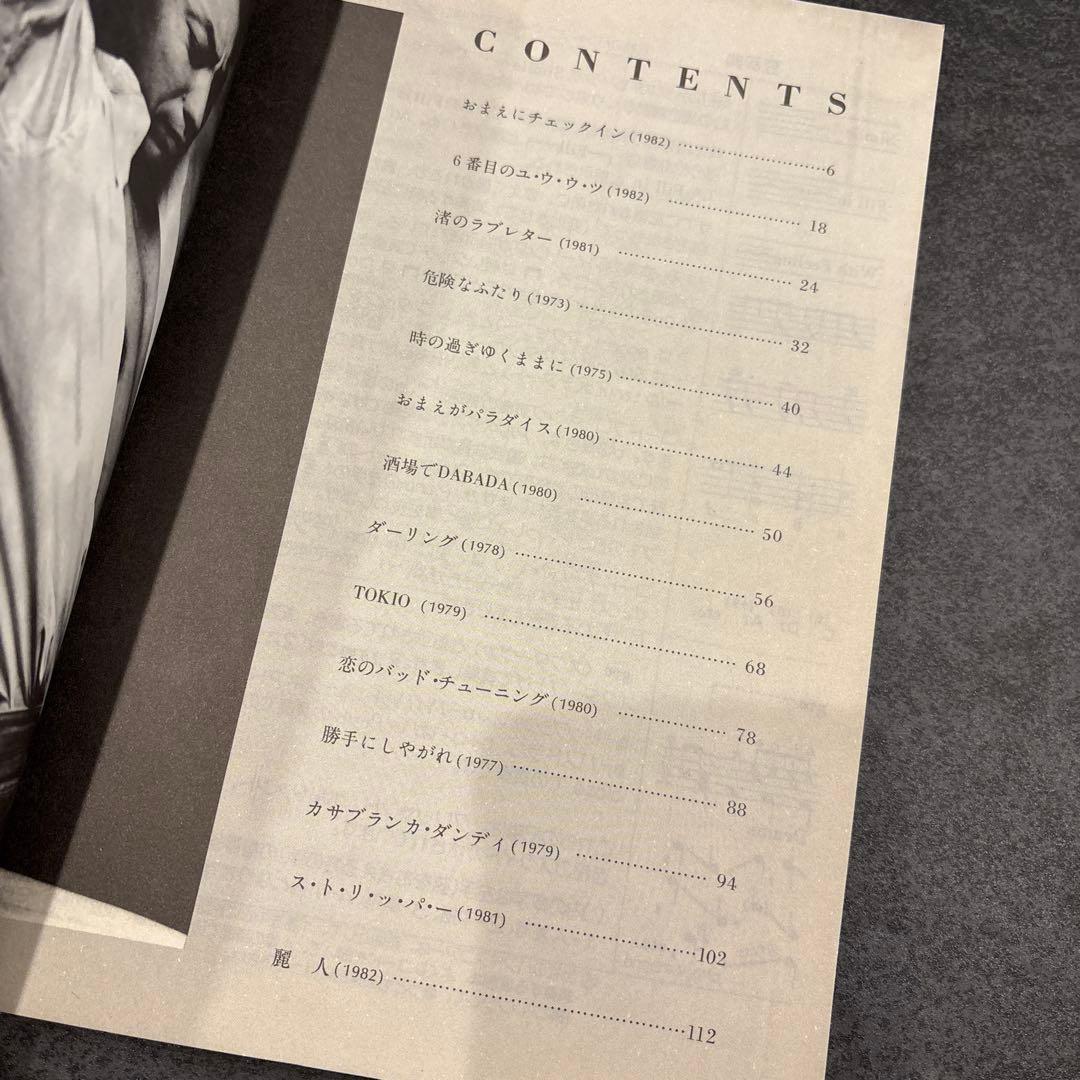 CONTENTS
おまえにチェックイン(1982) ……………………6
6番目のユ・ウ・ウ・ツ(1982) …………………18
渚のラブレター (1981) ………………………24
危険なふたり(1973) ……………………………32
時の過ぎゆくままに (1975) ……………………40
おまえがパラダイス(1980) ……………………44
酒場でDABADA(1980) ………………………50
ダーリング(1978) ………………………………56
TOKIO (1979) …………………………………68
恋のバッド・チューニング(1980) ………………78
勝手にしやがれ(1977) …………………………88
カサブランカ・ダンディ(1979) …………………94
ス・ト・リ・ッ・パ・ー(1981) ……………………102
麗 人(1982) ……………………………………112